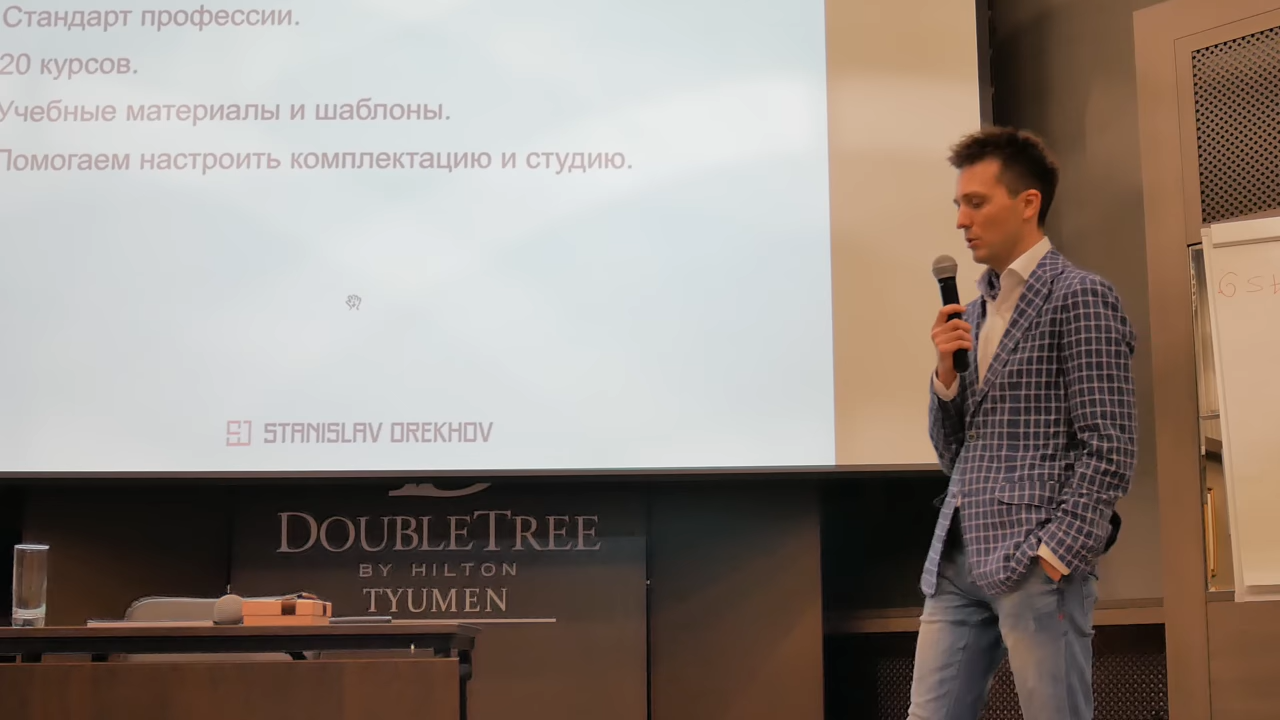 Стандарт профессии.
20 курсов.
Учебные материалы и шаблоны.
Помогаем настроить комплектацию и студию.
STANISLAV OREKHOV
DOUBLETREE
BY HILTON
TYUMEN